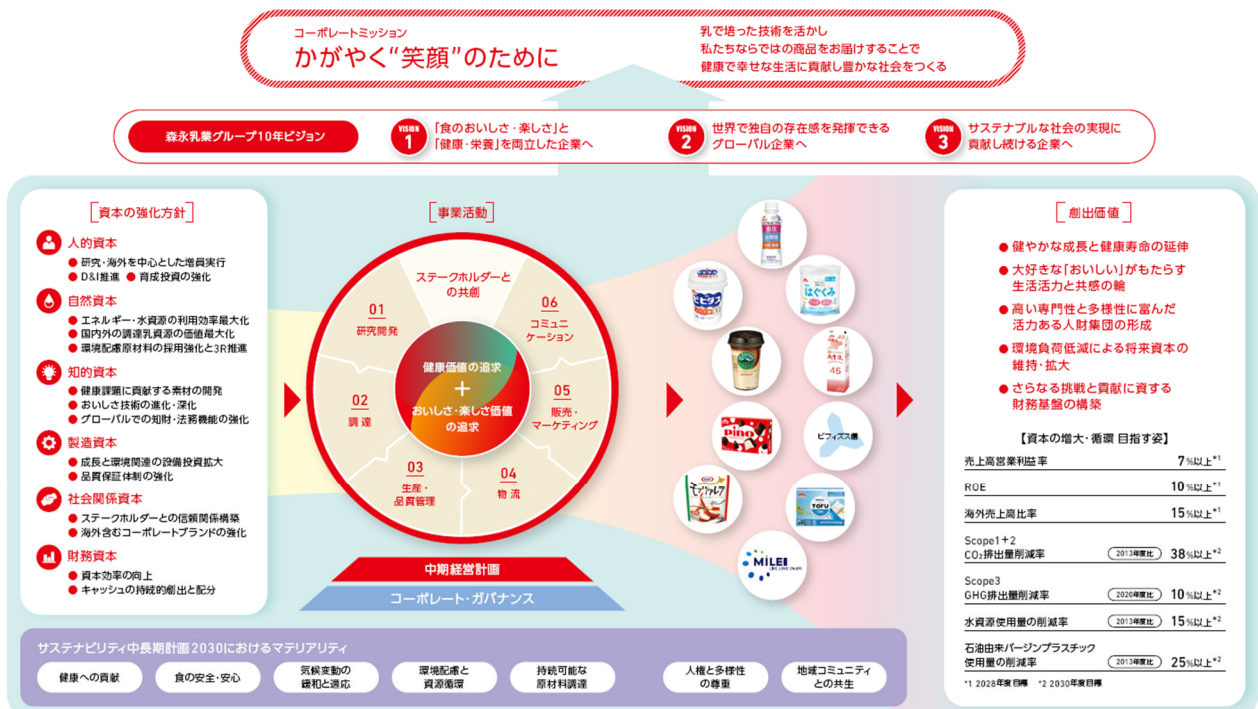 コーポレートミッション
かがやく“笑顔”のために
乳で培った技術を活かし
私たちならではの商品をお届けすることで
健康で幸せな生活に貢献し豊かな社会をつくる
森永乳業グループ10年ビジョン
VISION
1
「食のおいしさ・楽しさ」と
「健康・栄養」を両立した企業へ
VISION
2
世界で独自の存在感を発揮できる
グローバル企業へ
VISION
3
サステナブルな社会の実現に
貢献し続ける企業へ
[資本の強化方針]
人的資本
● 研究・海外を中心とした増員実行
● D&I推進 ● 育成投資の強化
自然資本
● エネルギー・水資源の利用効率最大化
● 国内外の調達乳資源の価値最大化
● 環境配慮原材料の採用強化と3R推進
知的資本
● 健康課題に貢献する素材の開発
● おいしさ技術の進化・深化
● グローバルでの知財・法務機能の強化
製造資本
● 成長と環境関連の設備投資拡大
● 品質保証体制の強化
社会関係資本
● ステークホルダーとの信頼関係構築
● 海外含むコーポレートブランドの強化
財務資本
● 資本効率の向上
● キャッシュの持続的創出と配分
[事業活動]
ステークホルダーと
の共創
01
研究開発
02
調達
03
生産・
品質管理
04
物流
05
販売・
マーケティング
06
コミュニ
ケーション
健康価値の追求
+
おいしさ・楽しさ価値
の追求
中期経営計画
コーポレート・ガバナンス
ビヒダス
はぐくみ
45
pino
ビフィズス菌
モッツァレラ
TOFU
MILEI
[創出価値]
● 健やかな成長と健康寿命の延伸
● 大好きな「おいしい」がもたらす
生活活力と共感の輪
● 高い専門性と多様性に富んだ
活力ある人財集団の形成
● 環境負荷低減による将来資本の
維持・拡大
● さらなる挑戦と貢献に資する
財務基盤の構築
【資本の増大・循環 目指す姿】
売上高営業利益率 7%以上*1
ROE 10%以上*1
海外売上高比率 15%以上*1
Scope1+2
CO₂排出量削減率 2013年度比 38%以上*2
Scope3
GHG排出量削減率 2020年度比 10%以上*2
水資源使用量の削減率 2013年度比 15%以上*2
石油由来バージンプラスチック
使用量の削減率 2013年度比 25%以上*2
*1 2028年度目標 *2 2030年度目標
サステナビリティ中長期計画2030におけるマテリアリティ
健康への貢献
食の安全・安心
気候変動の
緩和と適応
環境配慮と
資源循環
持続可能な
原材料調達
人権と多様性
の尊重
地域コミュニティ
との共生